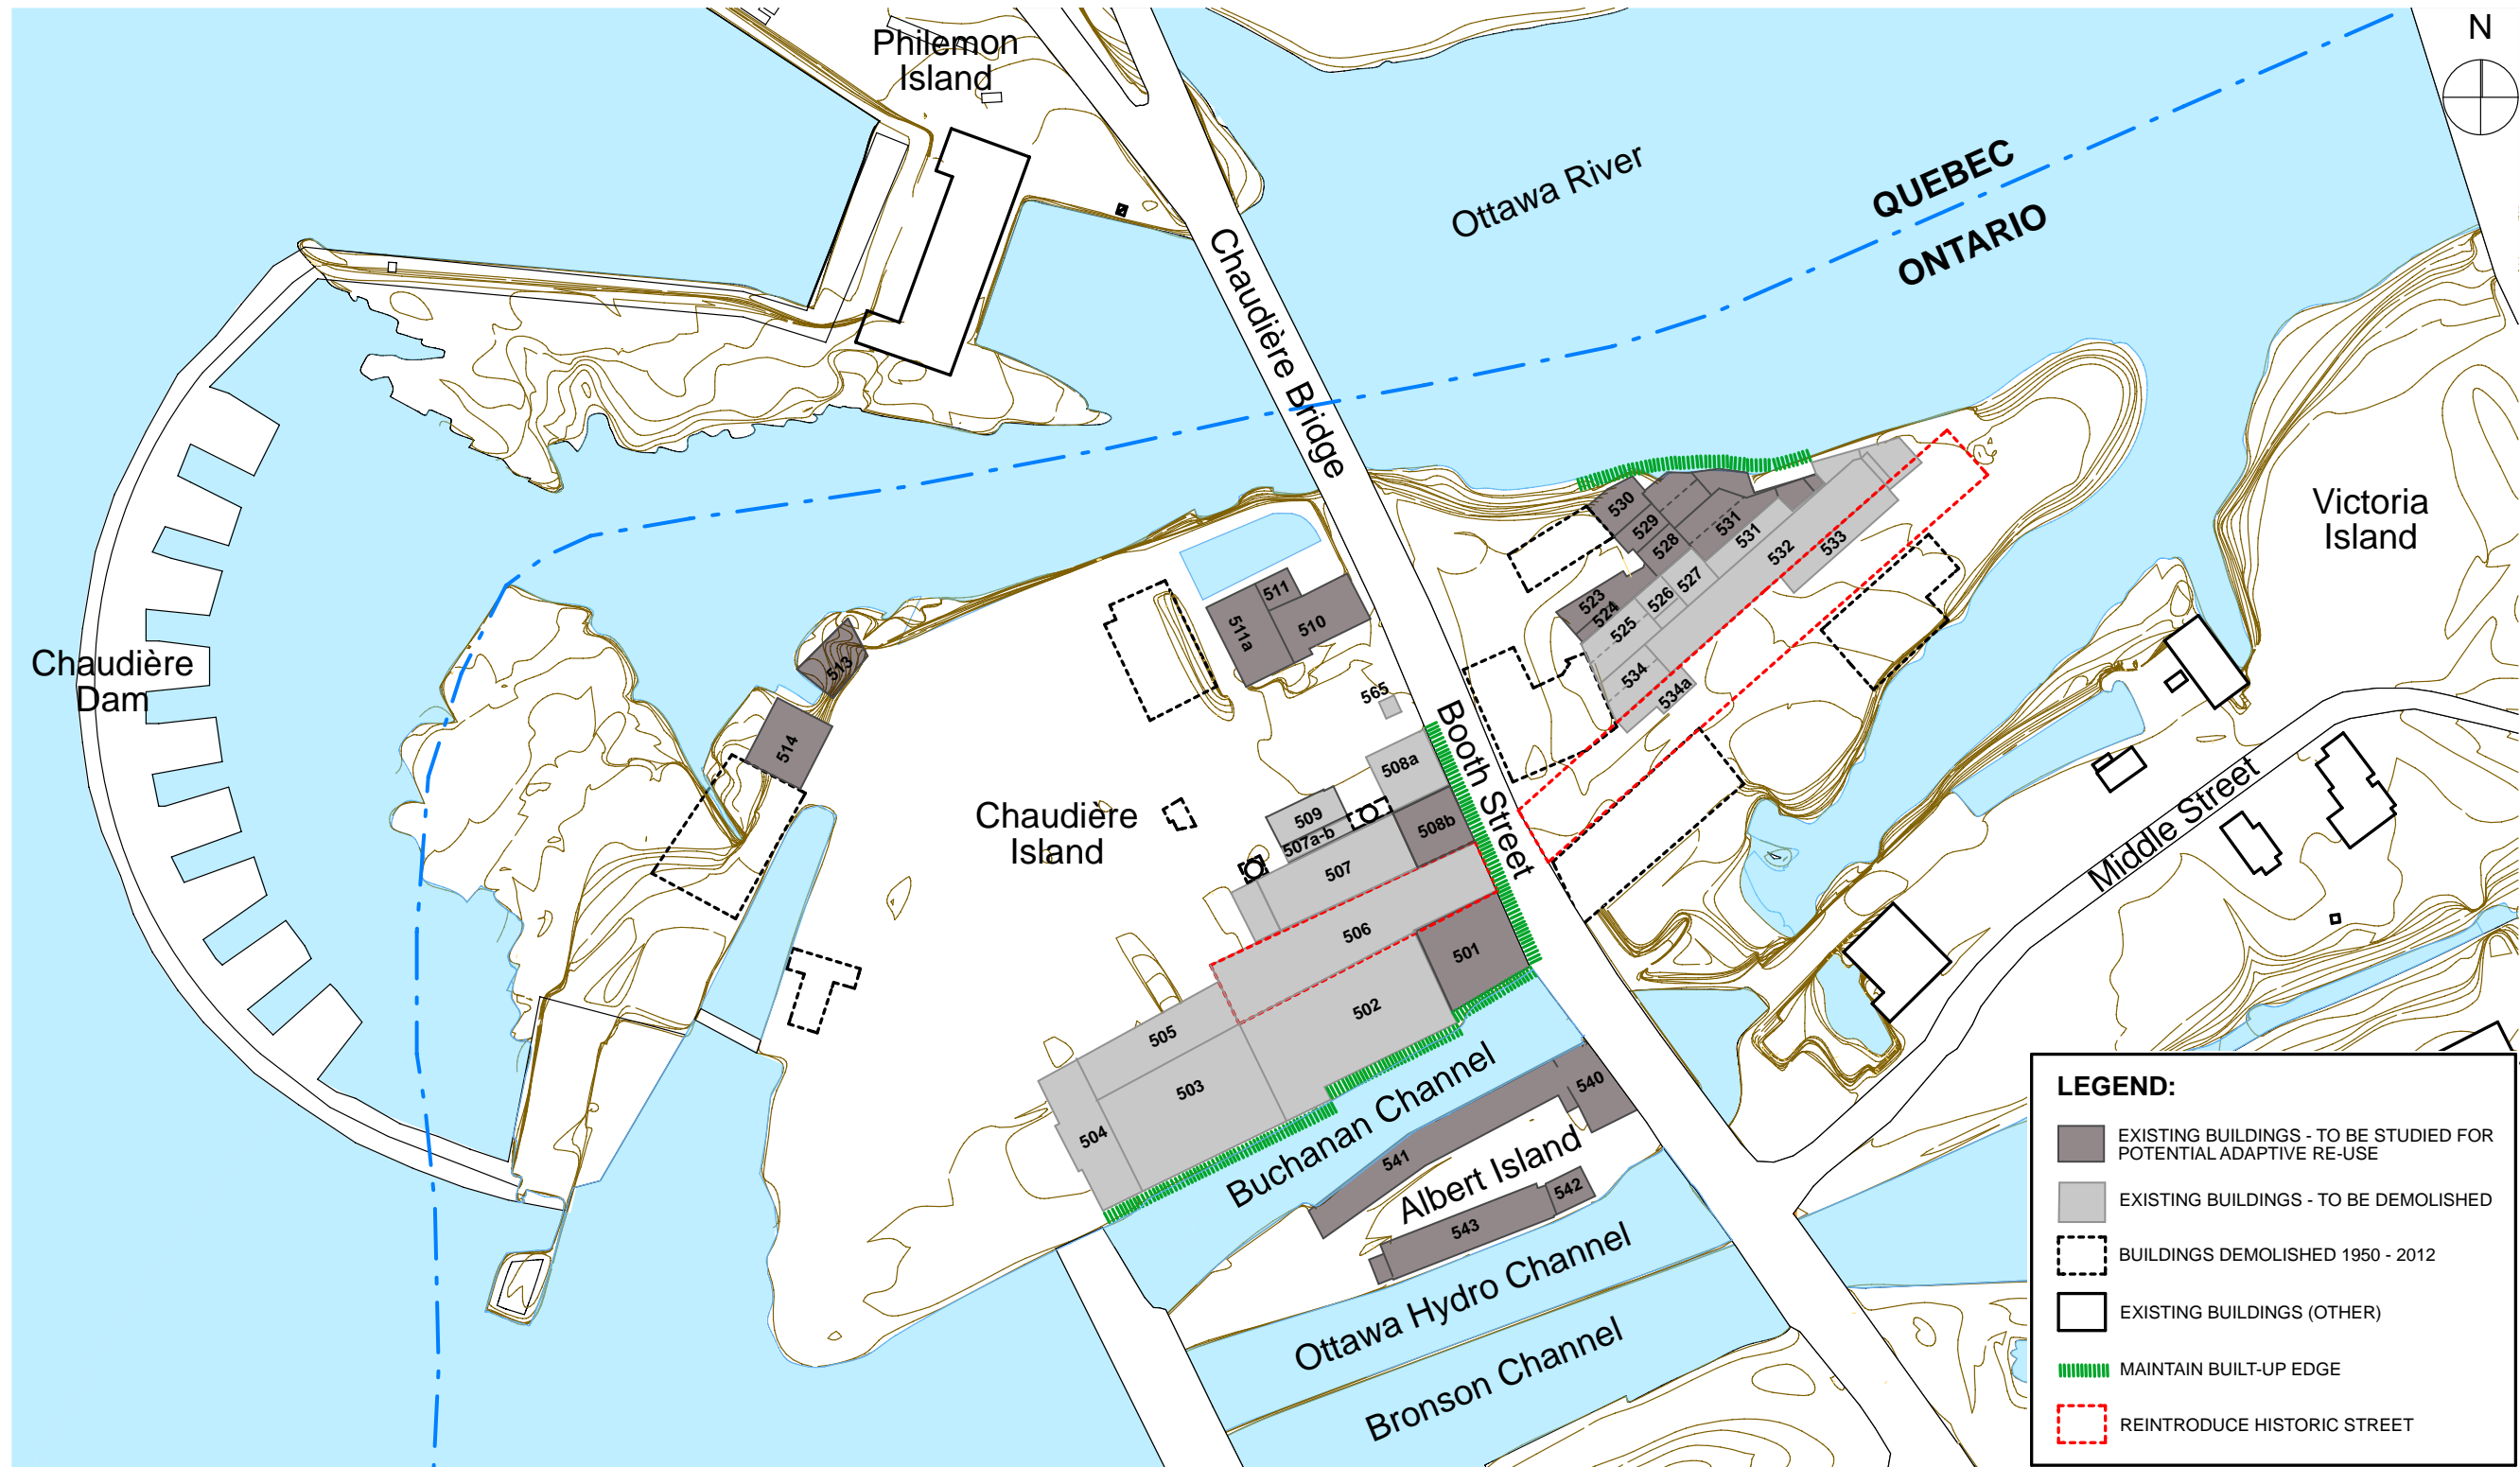 Philemon
Island
N
Ottawa River
QUEBEC
ONTARIO
Chaudière Bridge
Victoria
Island
Chaudière
Dam
530
529
528
531
531
532
533
523
524
525
526
527
534
534a
511
511a
510
513
514
565
Booth Street
508a
508b
509
507a-b
507
Chaudière
Island
506
501
502
505
503
504
Middle Street
Buchanan Channel
540
541
Albert Island
542
543
Ottawa Hydro Channel
Bronson Channel
LEGEND:
EXISTING BUILDINGS - TO BE STUDIED FOR
POTENTIAL ADAPTIVE RE-USE
EXISTING BUILDINGS - TO BE DEMOLISHED
BUILDINGS DEMOLISHED 1950 - 2012
EXISTING BUILDINGS (OTHER)
MAINTAIN BUILT-UP EDGE
REINTRODUCE HISTORIC STREET